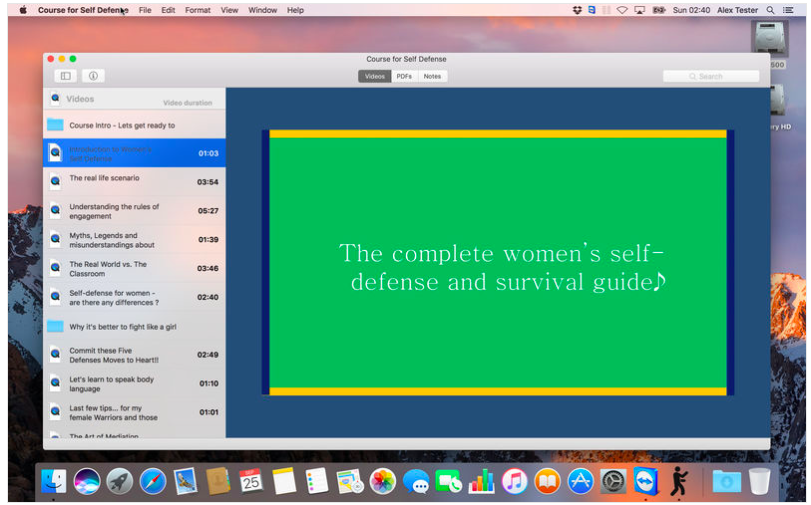 Course for Self Defense File Edit Format View Window Help Sun 02:40 Alex Tester
Course for Self Defense
Videos PDFs Notes
Search
500
ry HD
Videos Video duration
Course Intro - Lets get ready to
Introduction to Women's
Self Defense 01:03
The real life scenario 03:54
Understanding the rules of
engagement 05:27
Myths, Legends and
misunderstandings about 01:39
The Real World vs. The
Classroom 03:46
Self-defense for women -
are there any differences ? 02:40
Why it's better to fight like a girl
Commit these Five
Defenses Moves to Heart!! 02:49
Let's learn to speak body
language 01:10
Last few tips... for my
female Warriors and those 01:01
The Art of Mediation
The complete women's self-
defense and survival guide♪
SEP
25